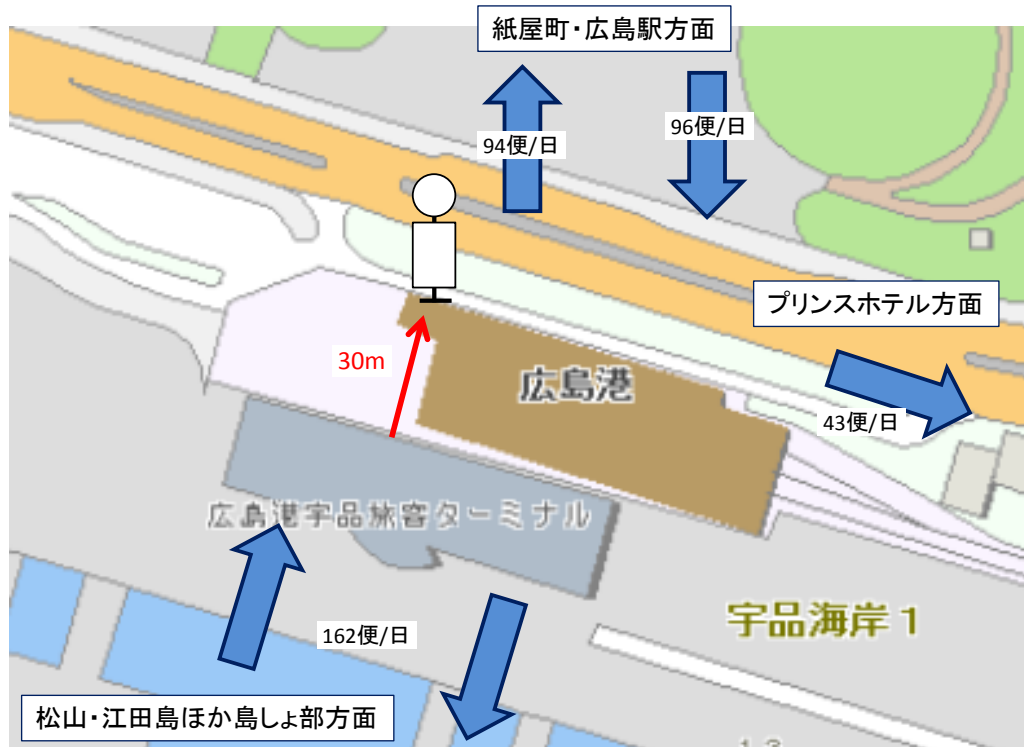 紙屋町・広島駅方面
94便/日
96便/日
プリンスホテル方面
30m
広島港
43便/日
広島港宇品旅客ターミナル
宇品海岸1
162便/日
松山・江田島ほか島しょ部方面